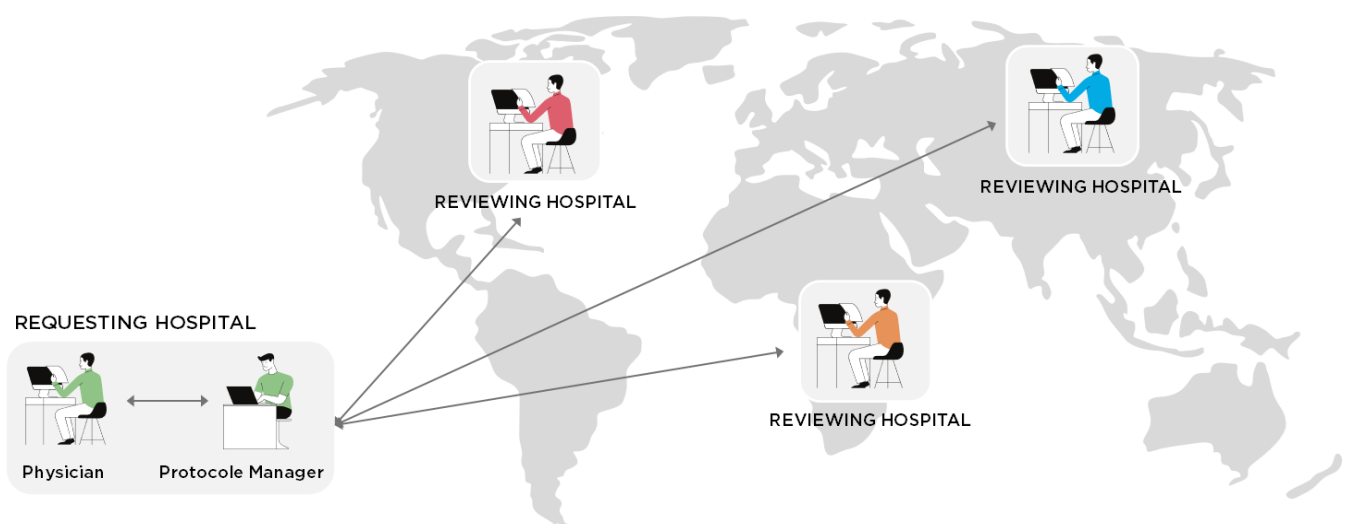 REVIEWING HOSPITAL
REVIEWING HOSPITAL
REQUESTING HOSPITAL
REVIEWING HOSPITAL
Physician
Protocole Manager